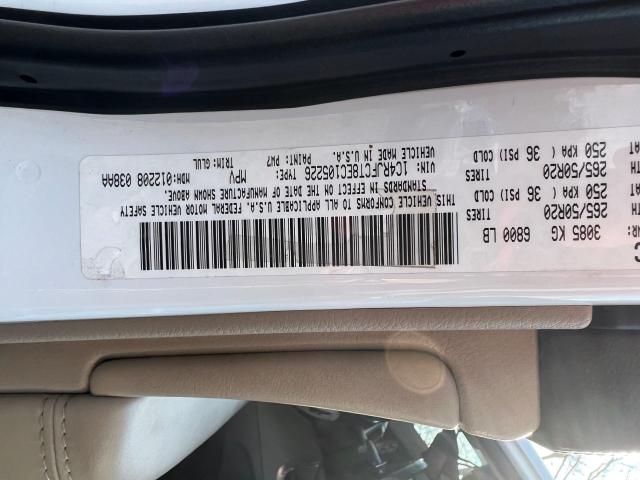 3085 KG 6800 LB
265/50R20 TIRES
250 KPA (36 PSI) COLD
265/50R20 TIRES
250 KPA (36 PSI) COLD
THIS VEHICLE CONFORMS TO ALL APPLICABLE U.S.A. FEDERAL MOTOR VEHICLE SAFETY
STANDARDS IN EFFECT ON THE DATE OF MANUFACTURE SHOWN ABOVE.
VIN: 1C4RJFCT8EC105226 TYPE: MPV MDH:012208 038AA
VEHICLE MADE IN U.S.A. PAINT: PW7 TRIM: GLUL